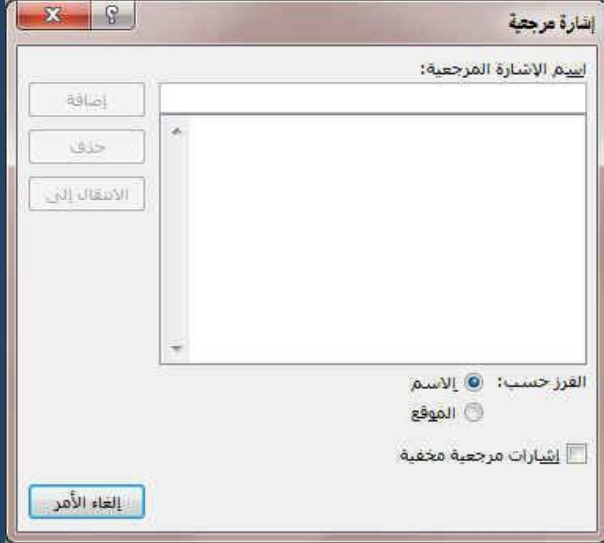 إشارة مرجعية
اسم الإشارة المرجعية:
إضافة
حذف
الانتقال إلى
الفرز حسب: الاسم
الموقع
إشارات مرجعية مخفية
إلغاء الأمر